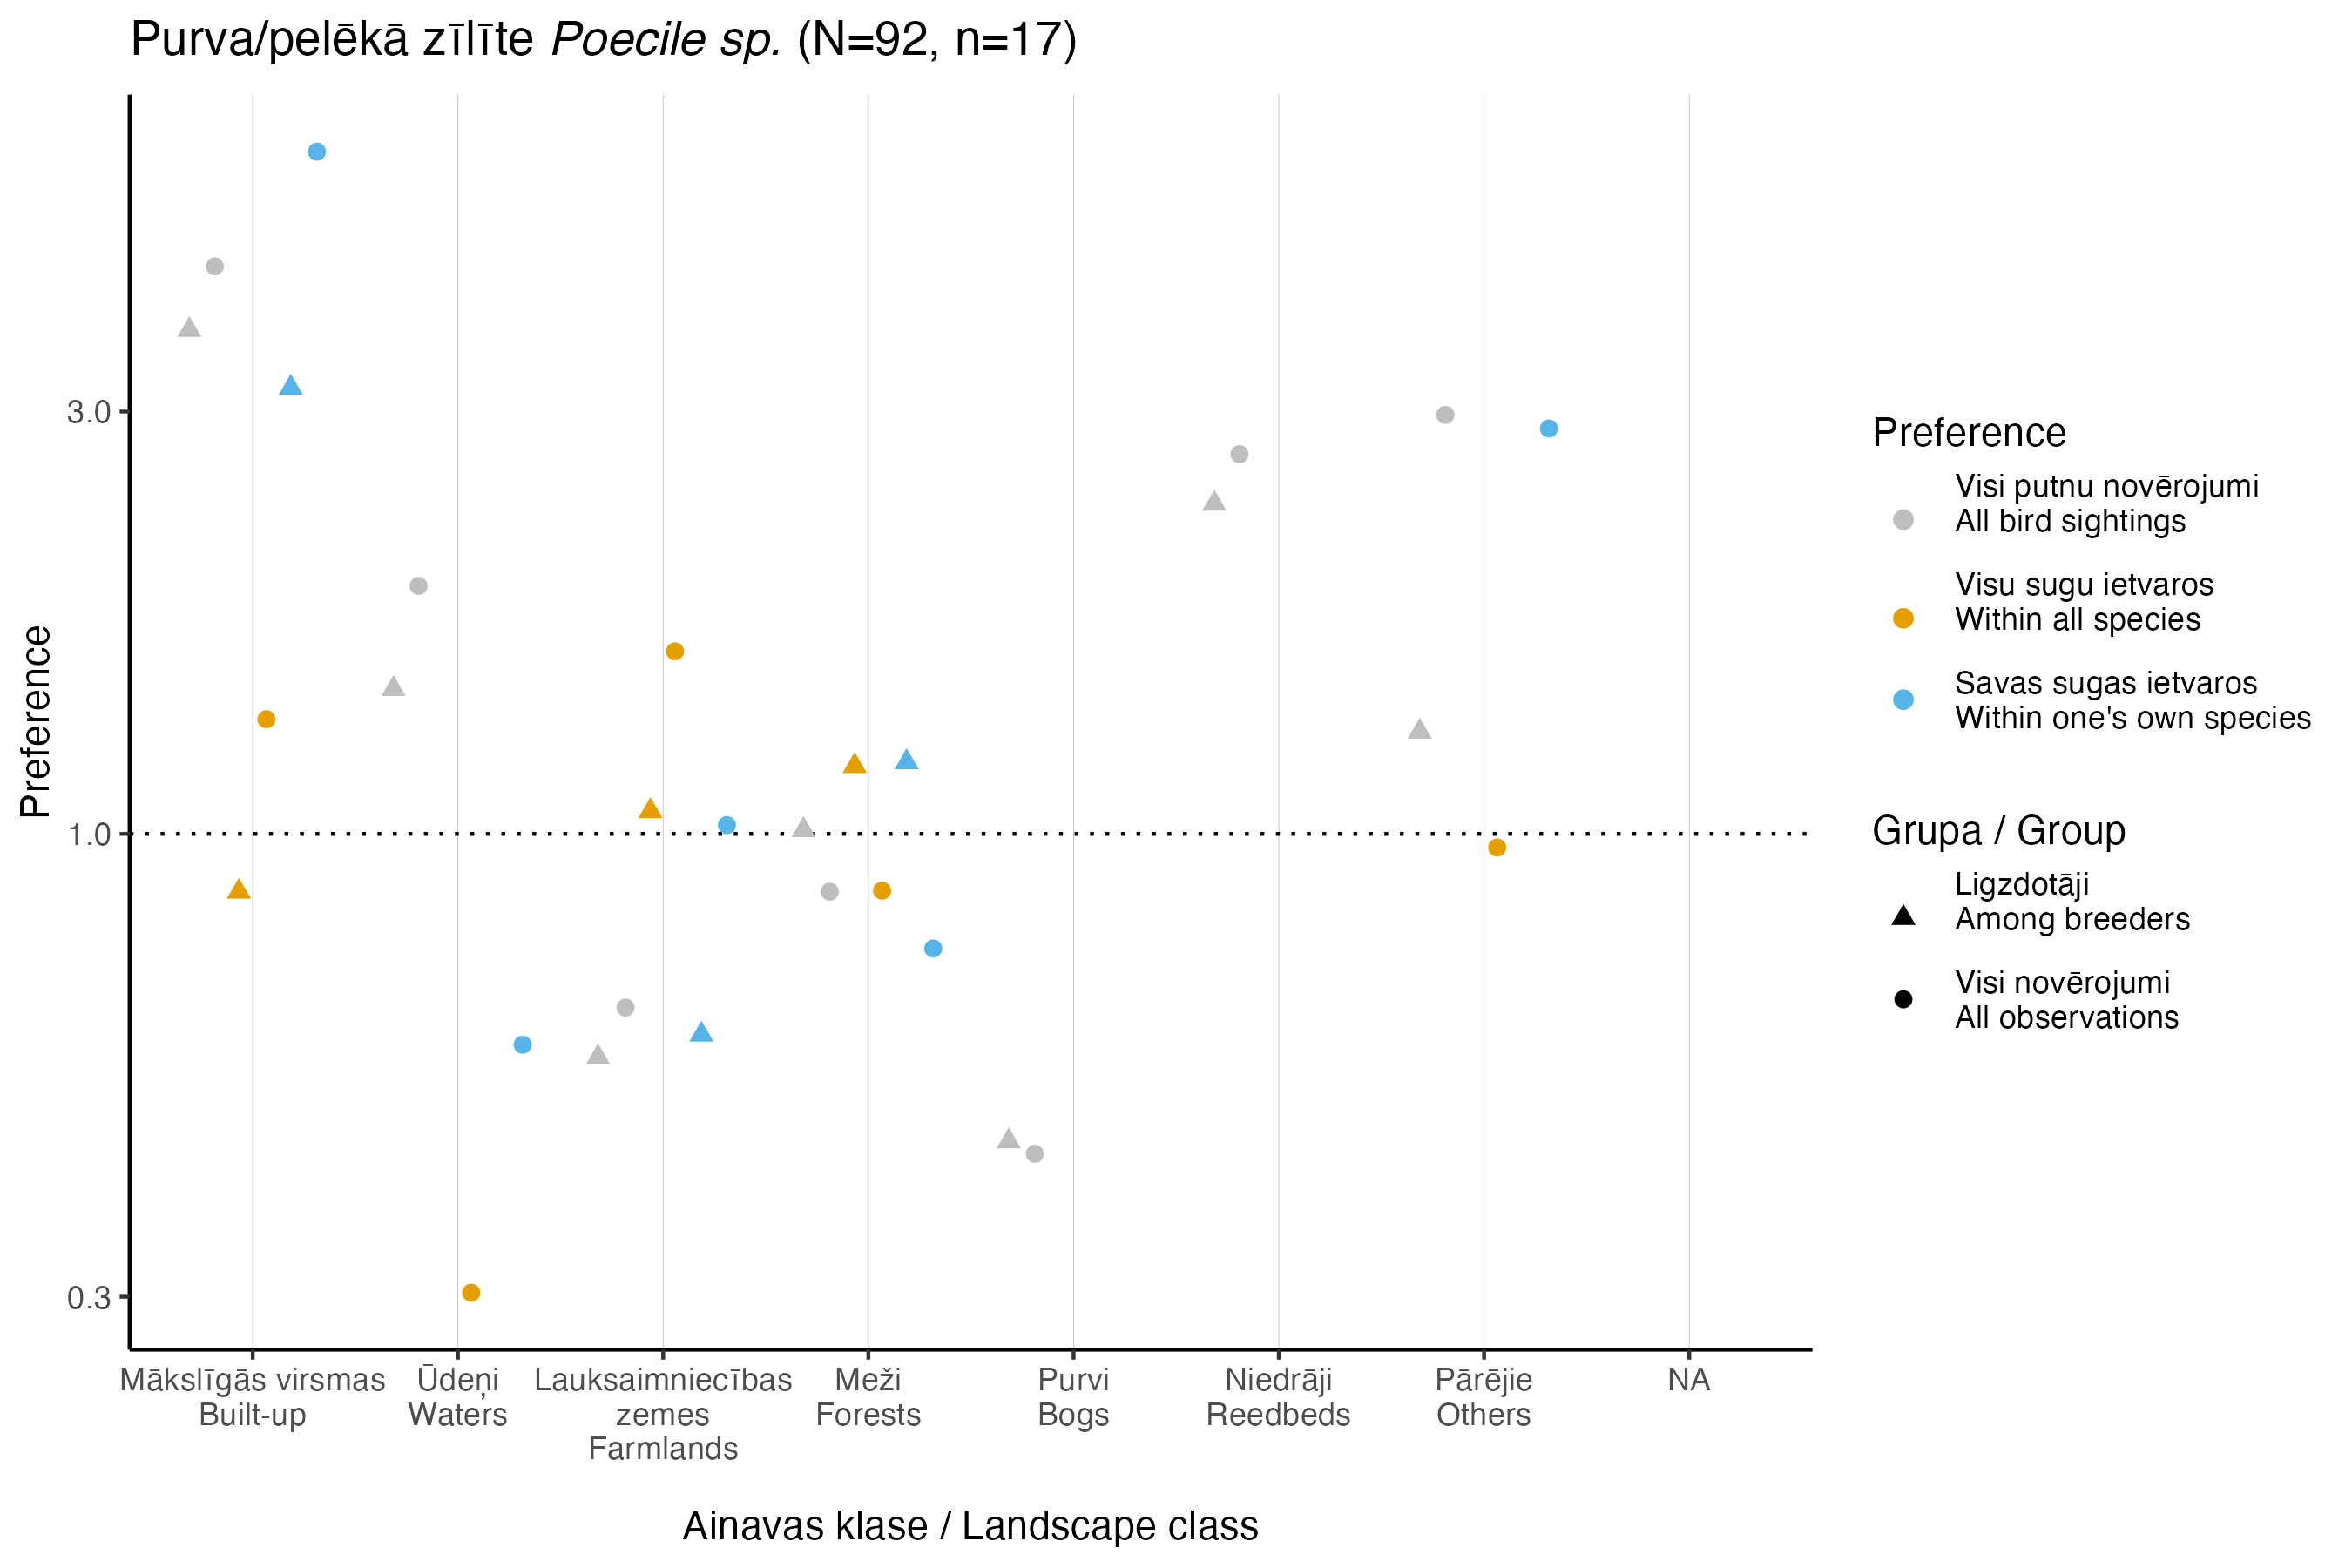 Purva/pelēkā zīlīte Poecile sp. (N=92, n=17)
Preference
3.0
1.0
0.3
Mākslīgās virsmas
Built-up
Ūdeņi
Waters
Lauksaimniecības
zemes
Farmlands
Meži
Forests
Purvi
Bogs
Niedrāji
Reedbeds
Pārējie
Others
NA
Ainavas klase / Landscape class
Preference
Visi putnu novērojumi
All bird sightings
Visu sugu ietvaros
Within all species
Savas sugas ietvaros
Within one's own species
Grupa / Group
Ligzdotāji
Among breeders
Visi novērojumi
All observations